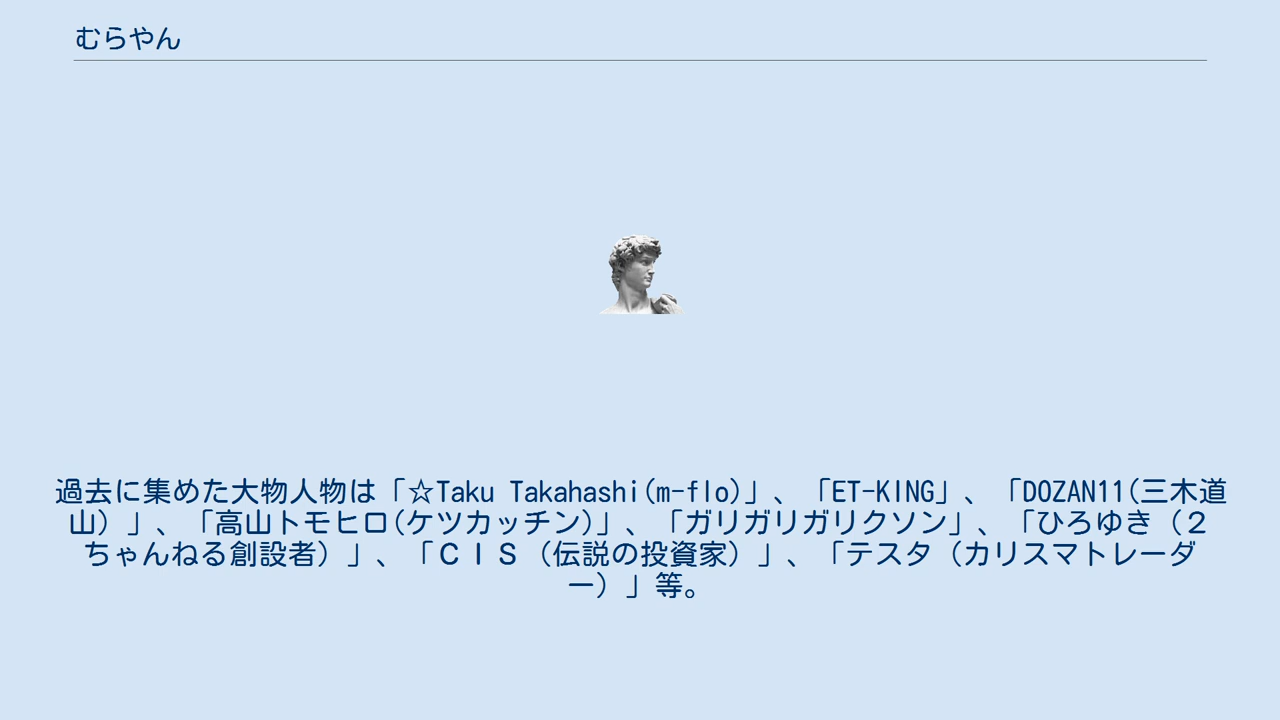 むらやん
過去に集めた大物人物は「☆Taku Takahashi(m-flo)」、「ET-KING」、「DOZAN11(三木道
山）」、「高山トモヒロ(ケツカッチン)」、「ガリガリガリクソン」、「ひろゆき（２
ちゃんねる創設者）」、「ＣＩＳ（伝説の投資家）」、「テスタ（カリスマトレーダ
ー）」等。